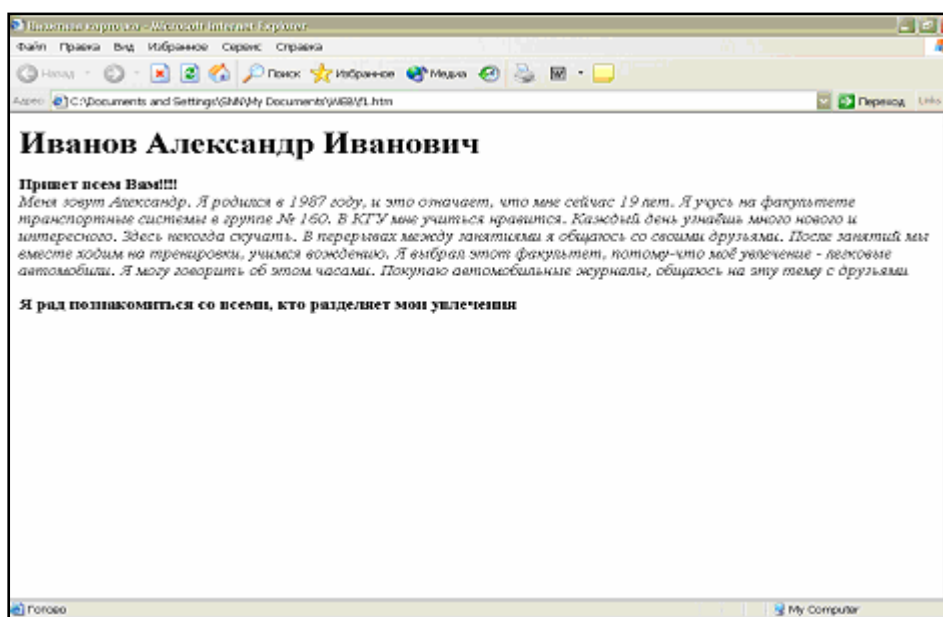 Визитная карточка - Microsoft Internet Explorer
Файл Правка Вид Избранное Сервис Справка
Назад Поиск Избранное Медиа
Адрес C:\Documents and Settings\GNN\My Documents\WEB\f1.htm Переход Links
Иванов Александр Иванович
Привет всем Вам!!!!
Меня зовут Александр. Я родился в 1987 году, и это означает, что мне сейчас 19 лет. Я учусь на факультете
транспортные системы в группе № 160. В КГУ мне учиться нравится. Каждый день узнаёшь много нового и
интересного. Здесь некогда скучать. В перерывах между занятиями я общаюсь со своими друзьями. После занятий мы
вместе ходим на тренировки, учимся вождению. Я выбрал этот факультет, потому-что моё увлечение - легковые
автомобили. Я могу говорить об этом часами. Покупаю автомобильные журналы, общаюсь на эту тему с друзьями
Я рад познакомиться со всеми, кто разделяет мои увлечения
Готово My Computer